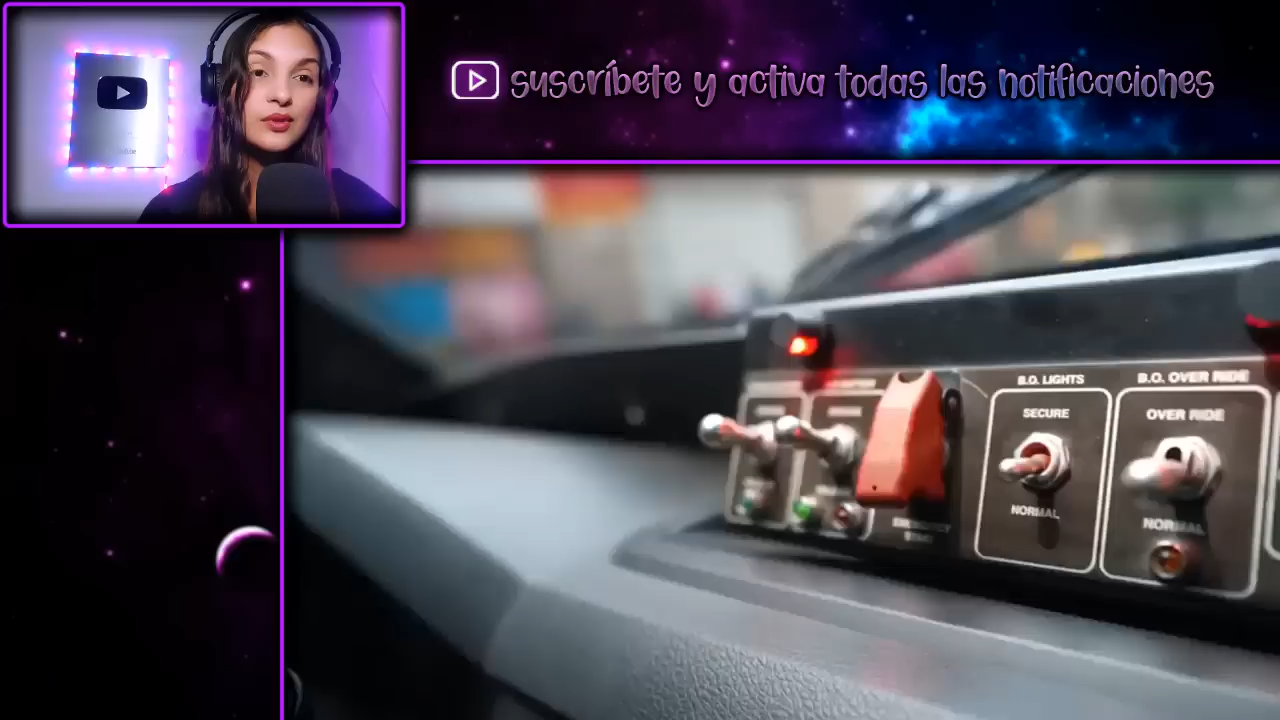 suscríbete y activa todas las notificaciones
B.O. LIGHTS
SECURE
NORMAL
B.O. OVER RIDE
OVER RIDE
NORMAL